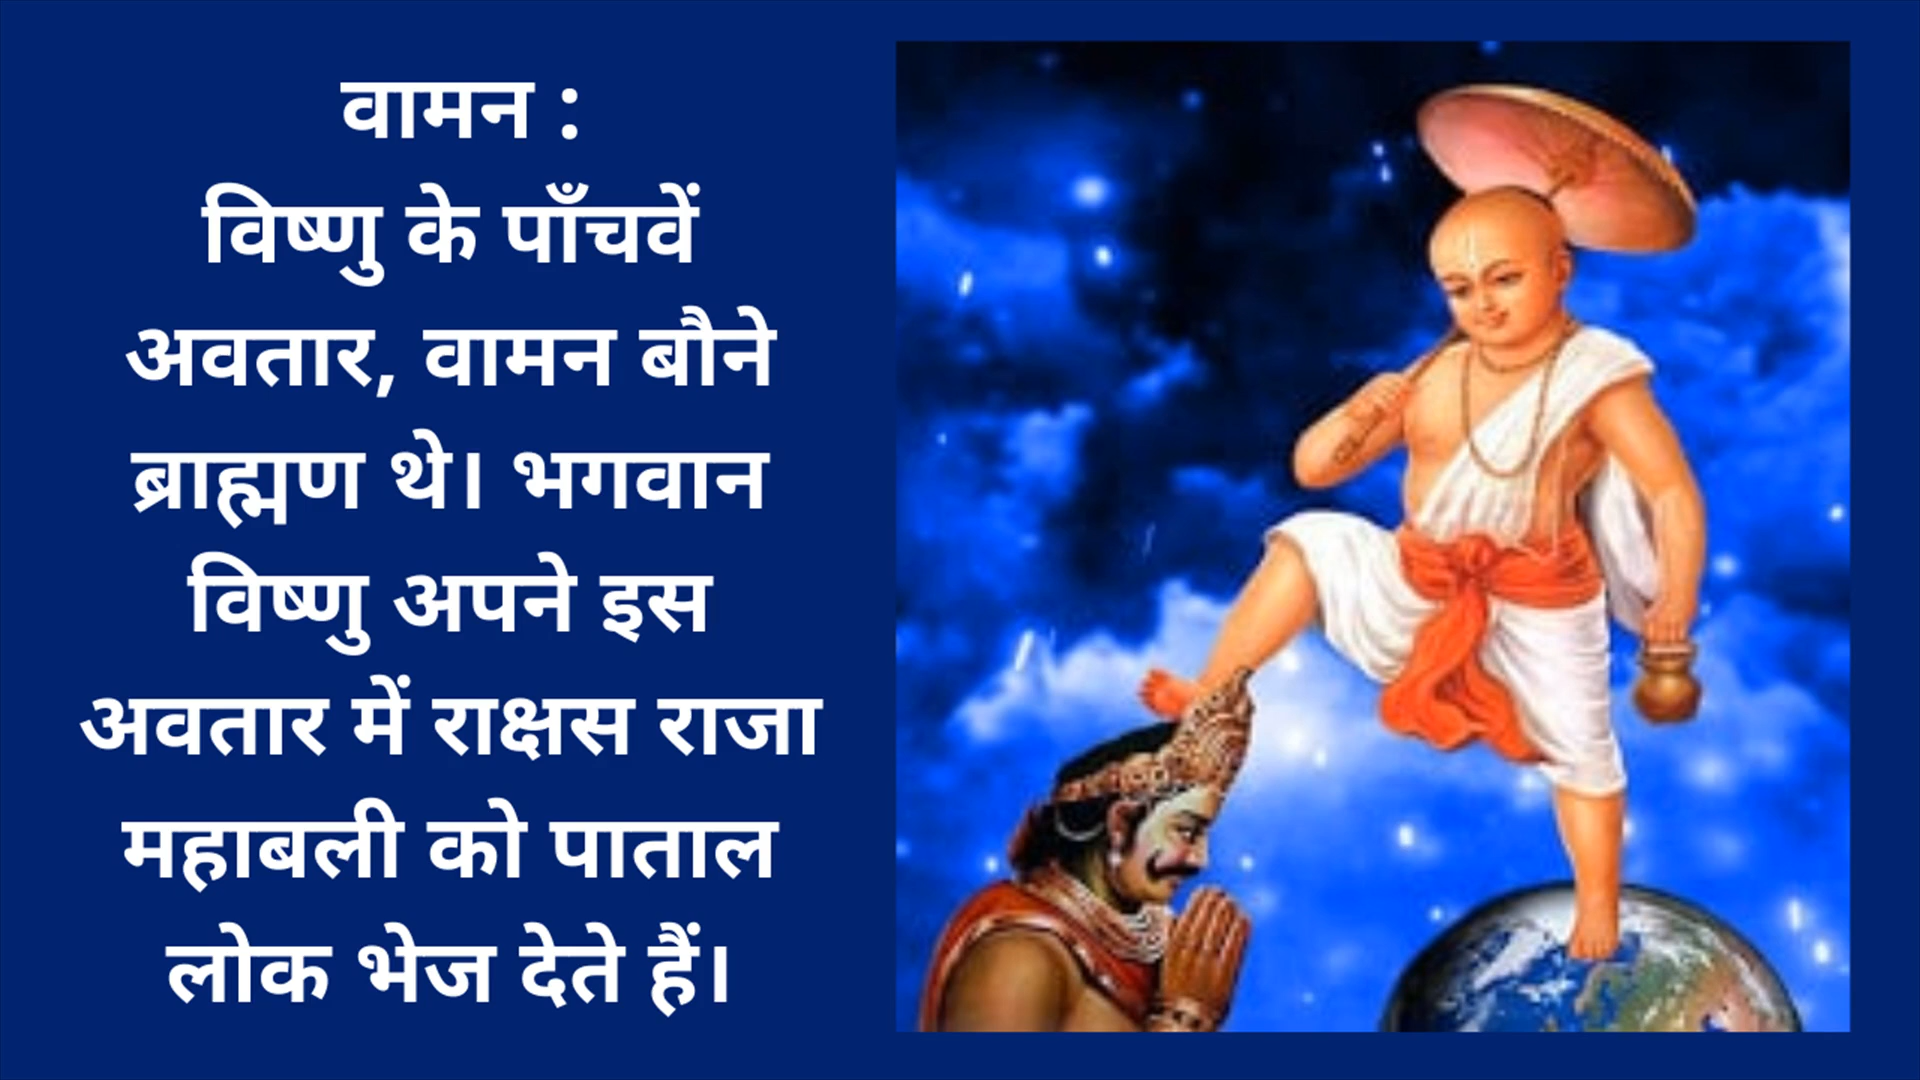 वामन :
विष्णु के पाँचवें
अवतार, वामन बौने
ब्राह्मण थे। भगवान
विष्णु अपने इस
अवतार में राक्षस राजा
महाबली को पाताल
लोक भेज देते हैं।